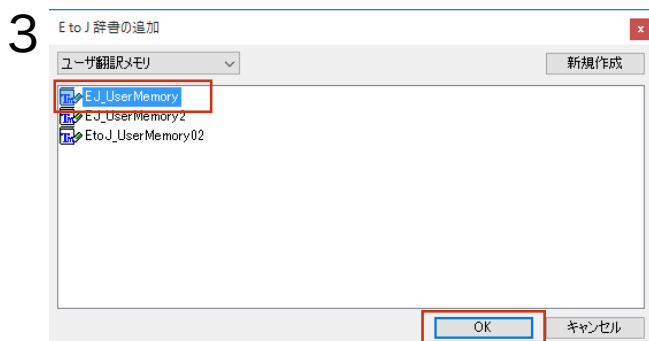 3
E to J 辞書の追加
x
ユーザ翻訳メモリ
新規作成
EJ_UserMemory
EJ_UserMemory2
EtoJ_UserMemory02
OK
キャンセル